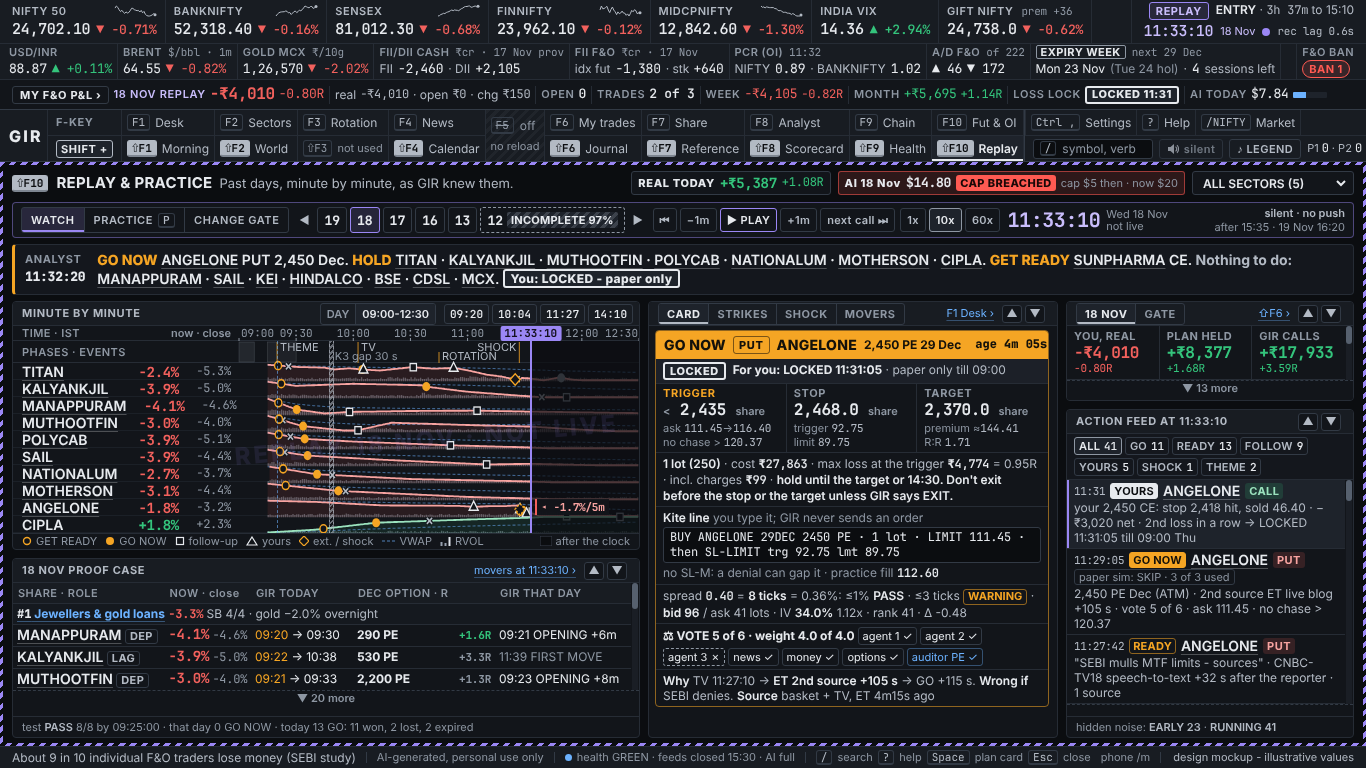 NIFTY 50 BANKNIFTY SENSEX FINNIFTY MIDCPNIFTY INDIA VIX GIFT NIFTY prem +36 REPLAY ENTRY · 3h 37m to 15:10
24,702.10 ▼ -0.71% 52,318.40 ▼ -0.16% 81,012.30 ▼ -0.68% 23,962.10 ▼ -0.12% 12,842.60 ▼ -1.30% 14.36 ▲ +2.94% 24,738.0 ▼ -0.62% 11:33:10 18 Nov ● rec lag 0.6s
USD/INR BRENT $/bbl · 1m GOLD MCX ₹/10g FII/DII CASH ₹cr · 17 Nov prov FII F&O ₹cr · 17 Nov PCR (OI) 11:32 A/D F&O of 222 EXPIRY WEEK next 29 Dec F&O BAN
88.87 ▲ +0.11% 64.55 ▼ -0.82% 1,26,570 ▼ -2.02% FII -2,460 · DII +2,105 idx fut -1,380 · stk +640 NIFTY 0.89 · BANKNIFTY 1.02 ▲ 46 ▼ 172 Mon 23 Nov (Tue 24 hol) · 4 sessions left BAN 1
MY F&O P&L › 18 NOV REPLAY -₹4,010 -0.80R real -₹4,010 · open ₹0 · chg ₹150 OPEN 0 TRADES 2 of 3 WEEK -₹4,105 -0.82R MONTH +₹5,695 +1.14R LOSS LOCK LOCKED 11:31 AI TODAY $7.84
GIR F-KEY F1 Desk F2 Sectors F3 Rotation F4 News F5 off F6 My trades F7 Share F8 Analyst F9 Chain F10 Fut & OI Ctrl , Settings ? Help /NIFTY Market
SHIFT + ⇧F1 Morning ⇧F2 World ⇧F3 not used ⇧F4 Calendar no reload ⇧F6 Journal ⇧F7 Reference ⇧F8 Scorecard ⇧F9 Health ⇧F10 Replay / symbol, verb silent ♪ LEGEND P1 0 · P2 0
⇧F10 REPLAY & PRACTICE Past days, minute by minute, as GIR knew them. REAL TODAY +₹5,387 +1.08R AI 18 Nov $14.80 CAP BREACHED cap $5 then · now $20 ALL SECTORS (5)
WATCH PRACTICE P CHANGE GATE ◀ 19 18 17 16 13 12 INCOMPLETE 97% ▶ ⏮ −1m ▶ PLAY +1m next call ⏭ 1x 10x 60x 11:33:10 Wed 18 Nov not live silent · no push after 15:35 · 19 Nov 16:20
ANALYST 11:32:20 GO NOW ANGELONE PUT 2,450 Dec. HOLD TITAN · KALYANKJIL · MUTHOOTFIN · POLYCAB · NATIONALUM · MOTHERSON · CIPLA. GET READY SUNPHARMA CE. Nothing to do:
MANAPPURAM · SAIL · KEI · HINDALCO · BSE · CDSL · MCX. You: LOCKED - paper only
MINUTE BY MINUTE DAY 09:00-12:30 09:20 10:04 11:27 14:10
TIME · IST now · close 09:00 09:30 10:00 10:30 11:00 11:33:10 12:00 12:30
PHASES · EVENTS THEME TV SHOCK
K3 gap 30 s ROTATION
TITAN -2.4% -5.3%
KALYANKJIL -3.9% -5.0%
MANAPPURAM -4.1% -4.6%
MUTHOOTFIN -3.0% -4.0%
POLYCAB -3.9% -5.1%
SAIL -3.9% -4.4%
NATIONALUM -2.7% -3.7%
MOTHERSON -3.1% -4.4%
ANGELONE -1.8% -3.2% -1.7%/5m
CIPLA +1.8% +2.3%
GET READY GO NOW follow-up yours ext. / shock VWAP RVOL after the clock
18 NOV PROOF CASE movers at 11:33:10 › ▲ ▼
SHARE · ROLE NOW · close GIR TODAY DEC OPTION · R GIR THAT DAY
#1 Jewellers & gold loans -3.3% SB 4/4 · gold −2.0% overnight
MANAPPURAM DEP -4.1% -4.6% 09:20 → 09:30 290 PE +1.6R 09:21 OPENING +6m
KALYANKJIL LAG -3.9% -5.0% 09:22 → 10:38 530 PE +3.3R 11:39 FIRST MOVE
MUTHOOTFIN DEP -3.0% -4.0% 09:21 → 09:33 2,200 PE +1.3R 09:23 OPENING +8m
▼ 20 more
test PASS 8/8 by 09:25:00 · that day 0 GO NOW · today 13 GO: 11 won, 2 lost, 2 expired
CARD STRIKES SHOCK MOVERS F1 Desk › ▲ ▼
GO NOW PUT ANGELONE 2,450 PE 29 Dec age 4m 05s
LOCKED For you: LOCKED 11:31:05 · paper only till 09:00
TRIGGER STOP TARGET
< 2,435 share 2,468.0 share 2,370.0 share
ask 111.45→116.40 trigger 92.75 premium ≈144.41
no chase > 120.37 limit 89.75 R:R 1.71
1 lot (250) · cost ₹27,863 · max loss at the trigger ₹4,774 = 0.95R
· incl. charges ₹99 · hold until the target or 14:30. Don't exit
before the stop or the target unless GIR says EXIT.
Kite line you type it; GIR never sends an order
BUY ANGELONE 29DEC 2450 PE · 1 lot · LIMIT 111.45 ·
then SL-LIMIT trg 92.75 lmt 89.75
no SL-M: a denial can gap it · practice fill 112.60
spread 0.40 = 8 ticks = 0.36%: ≤1% PASS · ≤3 ticks WARNING ·
bid 96 / ask 41 lots · IV 34.0% 1.12x · rank 41 · Δ -0.48
⚖ VOTE 5 of 6 · weight 4.0 of 4.0 agent 1 ✓ agent 2 ✓
agent 3 × news ✓ money ✓ options ✓ auditor PE ✓
Why TV 11:27:10 → ET 2nd source +105 s → GO +115 s. Wrong if
SEBI denies. Source basket + TV, ET 4m15s ago
18 NOV GATE ⇧F6 › ▲ ▼
YOU, REAL PLAN HELD GIR CALLS
-₹4,010 +₹8,377 +₹17,933
-0.80R +1.68R +3.59R
▼ 13 more
ACTION FEED AT 11:33:10 ▲ ▼
ALL 41 GO 11 READY 13 FOLLOW 9
YOURS 5 SHOCK 1 THEME 2
11:31 YOURS ANGELONE CALL
your 2,450 CE: stop 2,418 hit, sold 46.40 · −
₹3,020 net · 2nd loss in a row → LOCKED
11:31:05 till 09:00 Thu
11:29:05 GO NOW ANGELONE PUT
paper sim: SKIP · 3 of 3 used
2,450 PE Dec (ATM) · 2nd source ET live blog
+105 s · vote 5 of 6 · ask 111.45 · no chase >
120.37
11:27:42 READY ANGELONE PUT
"SEBI mulls MTF limits - sources" · CNBC-
TV18 speech-to-text +32 s after the reporter ·
1 source
hidden noise: EARLY 23 · RUNNING 41
About 9 in 10 individual F&O traders lose money (SEBI study) AI-generated, personal use only ● health GREEN · feeds closed 15:30 · AI full / search ? help Space plan card Esc close phone /m design mockup - illustrative values